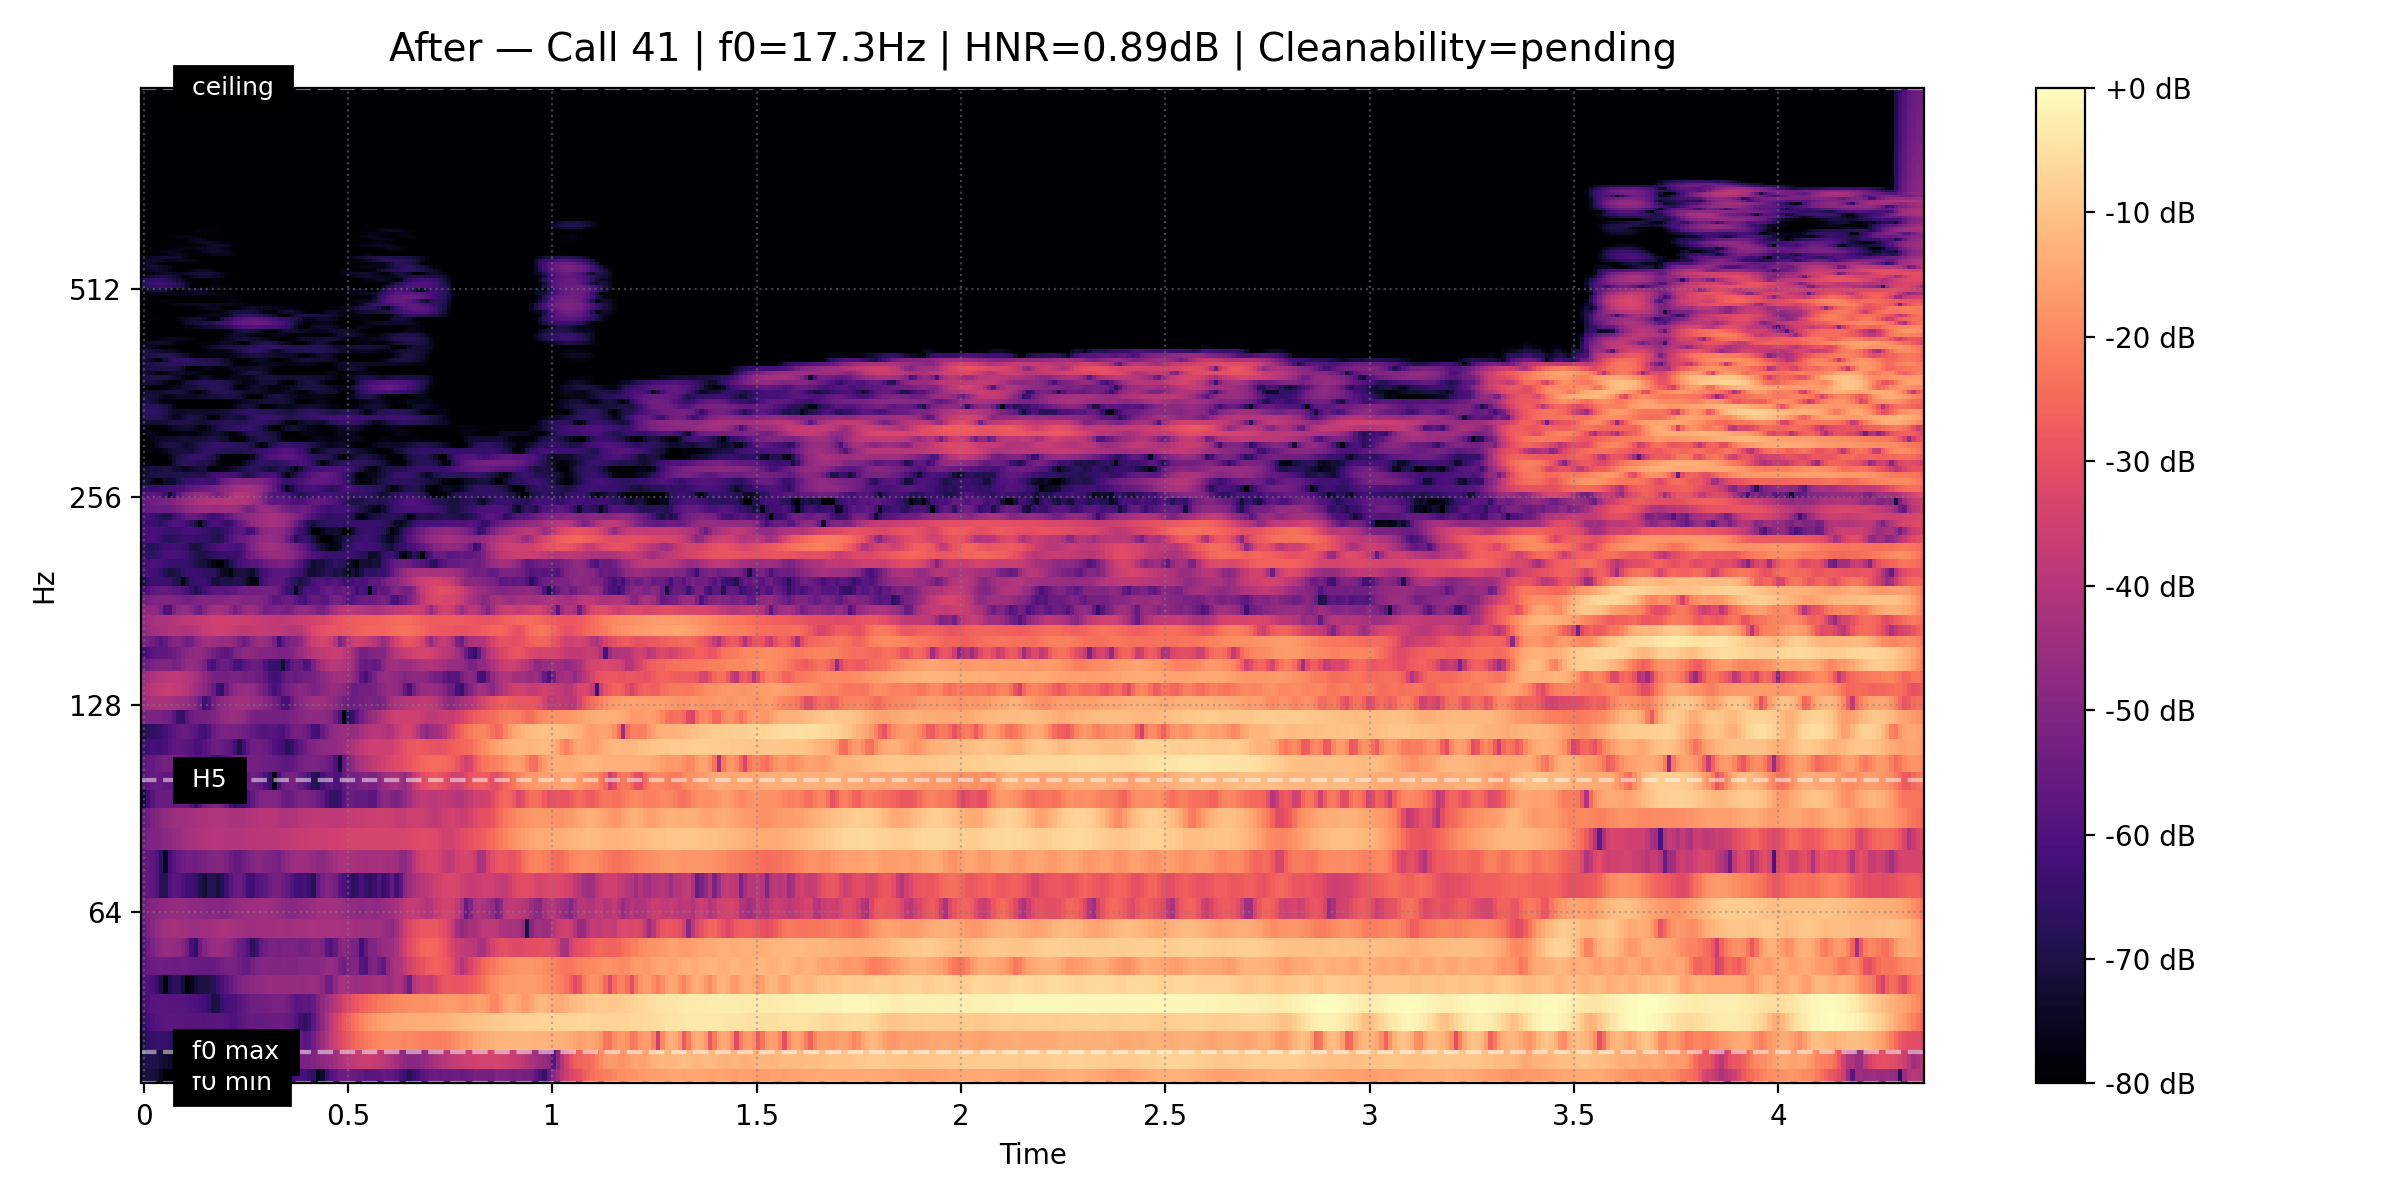 After — Call 41 | f0=17.3Hz | HNR=0.89dB | Cleanability=pending
ceiling
512
256
128
64
Hz
H5
f0 max
f0 min
0
0.5
1
1.5
2
2.5
3
3.5
4
Time
+0 dB
-10 dB
-20 dB
-30 dB
-40 dB
-50 dB
-60 dB
-70 dB
-80 dB